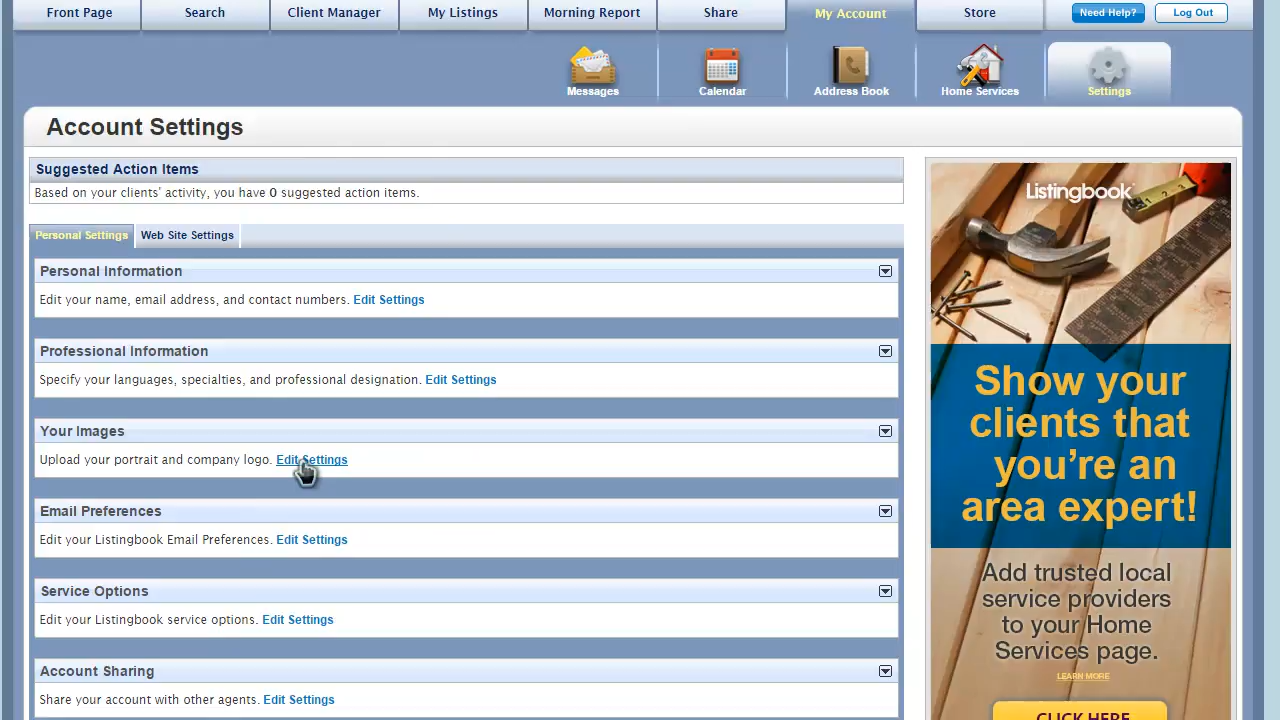 Front Page Search Client Manager My Listings Morning Report Share My Account Store Need Help? Log Out
Messages Calendar Address Book Home Services Settings
Account Settings
Suggested Action Items
Based on your clients' activity, you have 0 suggested action items.
Personal Settings Web Site Settings
Personal Information
Edit your name, email address, and contact numbers. Edit Settings
Professional Information
Specify your languages, specialties, and professional designation. Edit Settings
Your Images
Upload your portrait and company logo. Edit Settings
Email Preferences
Edit your Listingbook Email Preferences. Edit Settings
Service Options
Edit your Listingbook service options. Edit Settings
Account Sharing
Share your account with other agents. Edit Settings
Listingbook
Show your
clients that
you're an
area expert!
Add trusted local
service providers
to your Home
Services page.
LEARN MORE
CLICK HERE